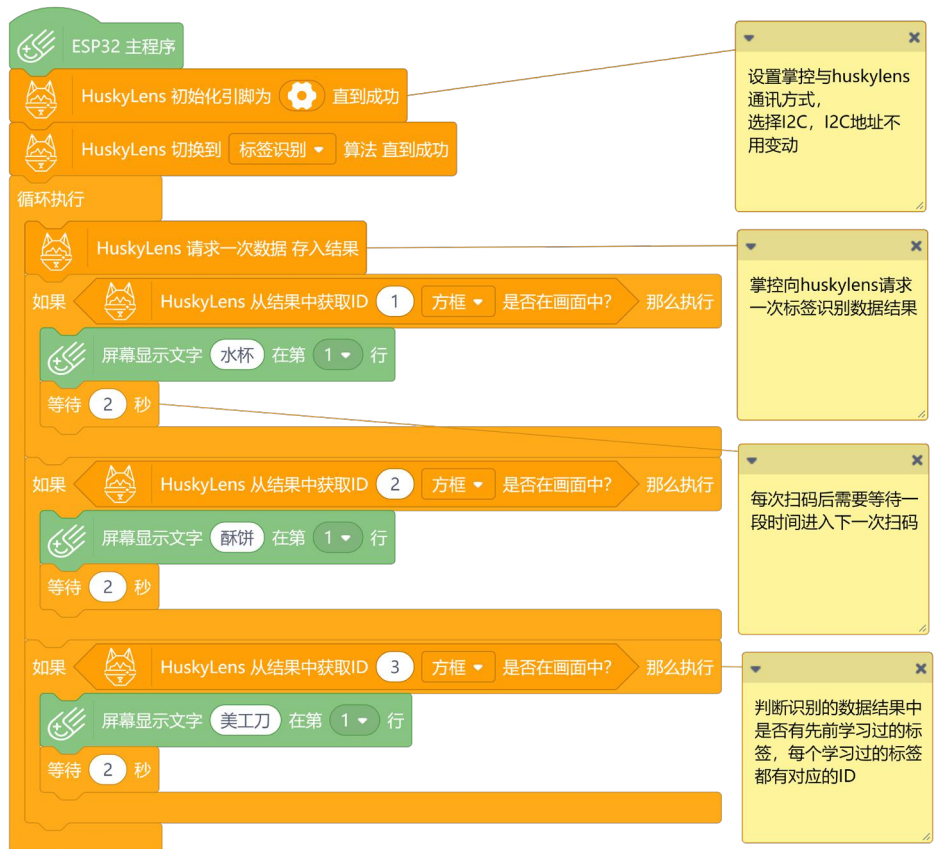 ESP32 主程序
HuskyLens 初始化引脚为 直到成功
设置掌控与huskylens
通讯方式，
选择I2C，I2C地址不
用变动
HuskyLens 切换到 标签识别 算法 直到成功
循环执行
HuskyLens 请求一次数据 存入结果
掌控向huskylens请求
一次标签识别数据结果
如果 HuskyLens 从结果中获取ID 1 方框 是否在画面中? 那么执行
屏幕显示文字 水杯 在第 1 行
等待 2 秒
如果 HuskyLens 从结果中获取ID 2 方框 是否在画面中? 那么执行
每次扫码后需要等待一
段时间进入下一次扫码
屏幕显示文字 酥饼 在第 1 行
等待 2 秒
如果 HuskyLens 从结果中获取ID 3 方框 是否在画面中? 那么执行
判断识别的数据结果中
是否有先前学习过的标
签，每个学习过的标签
都有对应的ID
屏幕显示文字 美工刀 在第 1 行
等待 2 秒